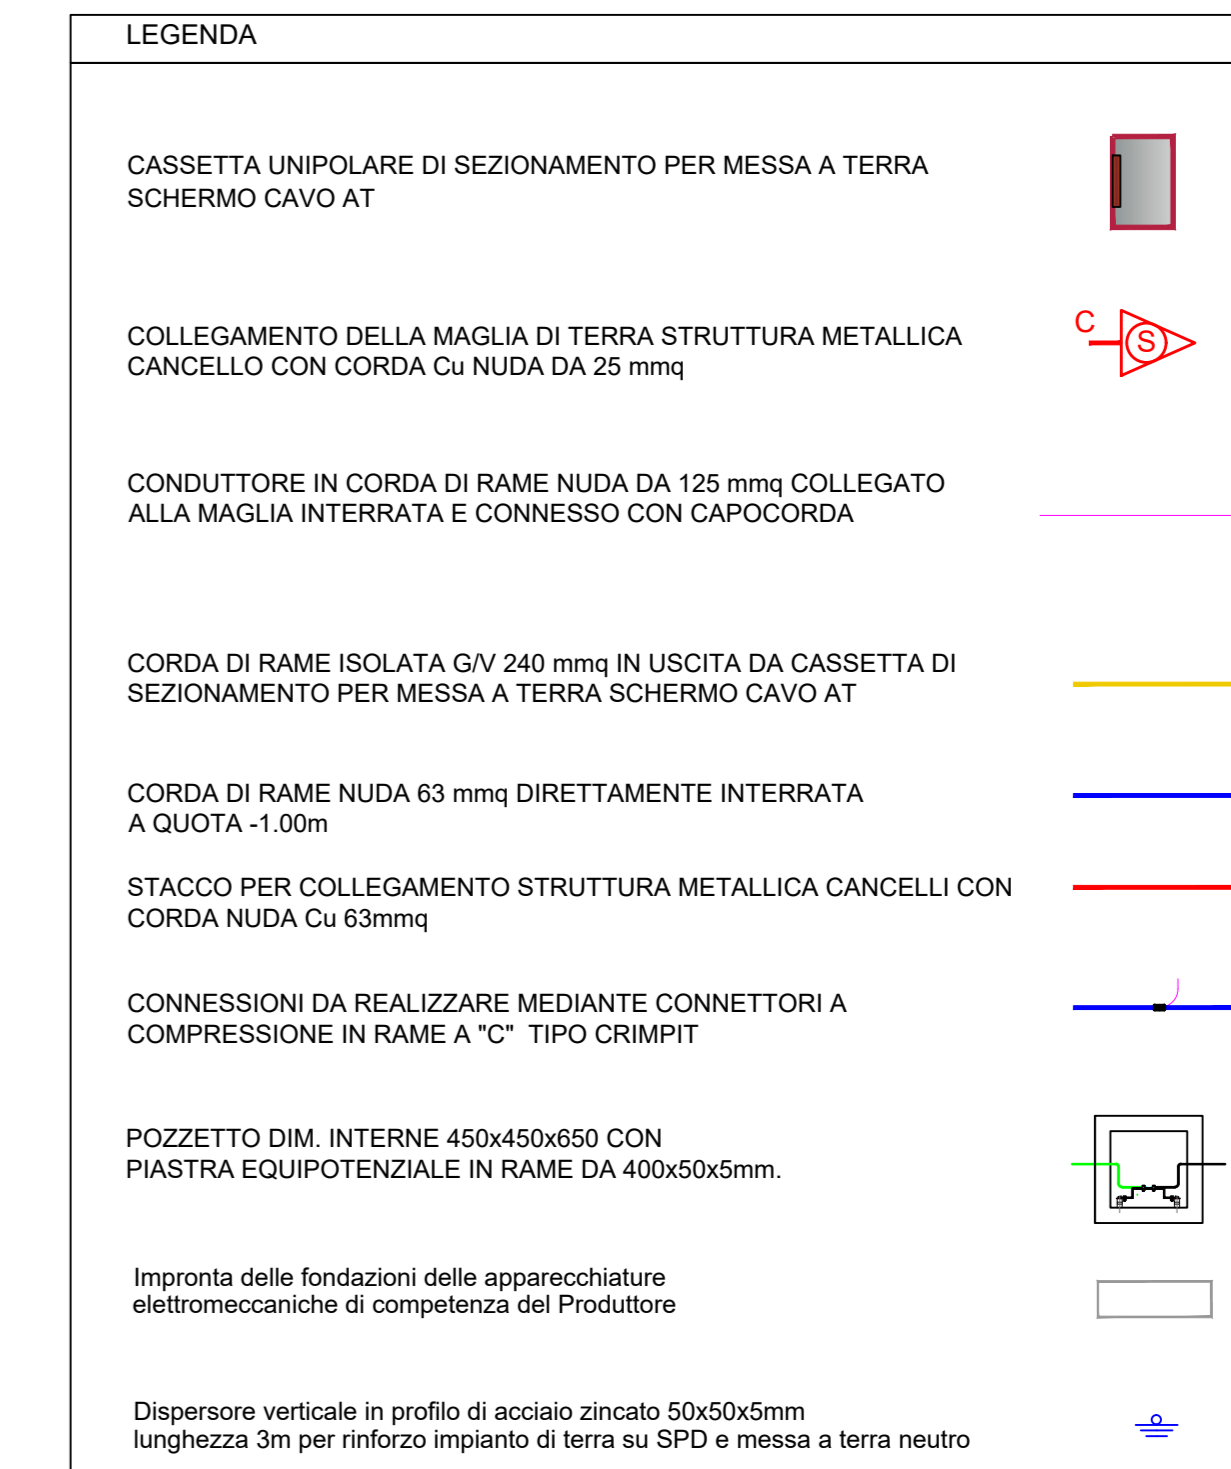 LEGENDA
CASSETTA UNIPOLARE DI SEZIONAMENTO PER MESSA A TERRA
SCHERMO CAVO AT
COLLEGAMENTO DELLA MAGLIA DI TERRA STRUTTURA METALLICA
CANCELLO CON CORDA Cu NUDA DA 25 mmq
C
S
CONDUTTORE IN CORDA DI RAME NUDA DA 125 mmq COLLEGATO
ALLA MAGLIA INTERRATA E CONNESSO CON CAPOCORDA
CORDA DI RAME ISOLATA G/V 240 mmq IN USCITA DA CASSETTA DI
SEZIONAMENTO PER MESSA A TERRA SCHERMO CAVO AT
CORDA DI RAME NUDA 63 mmq DIRETTAMENTE INTERRATA
A QUOTA -1.00m
STACCO PER COLLEGAMENTO STRUTTURA METALLICA CANCELLI CON
CORDA NUDA Cu 63mmq
CONNESSIONI DA REALIZZARE MEDIANTE CONNETTORI A
COMPRESSIONE IN RAME A "C" TIPO CRIMPIT
POZZETTO DIM. INTERNE 450x450x650 CON
PIASTRA EQUIPOTENZIALE IN RAME DA 400x50x5mm.
Impronta delle fondazioni delle apparecchiature
elettromeccaniche di competenza del Produttore
Dispersore verticale in profilo di acciaio zincato 50x50x5mm
lunghezza 3m per rinforzo impianto di terra su SPD e messa a terra neutro